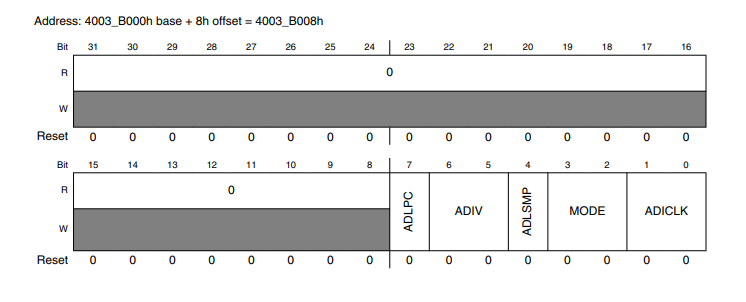 Address: 4003_B000h base + 8h offset = 4003_B008h
Bit 31 30 29 28 27 26 25 24 23 22 21 20 19 18 17 16
R 0
W
Reset 0 0 0 0 0 0 0 0 0 0 0 0 0 0 0 0
Bit 15 14 13 12 11 10 9 8 7 6 5 4 3 2 1 0
R 0 ADLPC ADIV ADLSMP MODE ADICLK
W
Reset 0 0 0 0 0 0 0 0 0 0 0 0 0 0 0 0